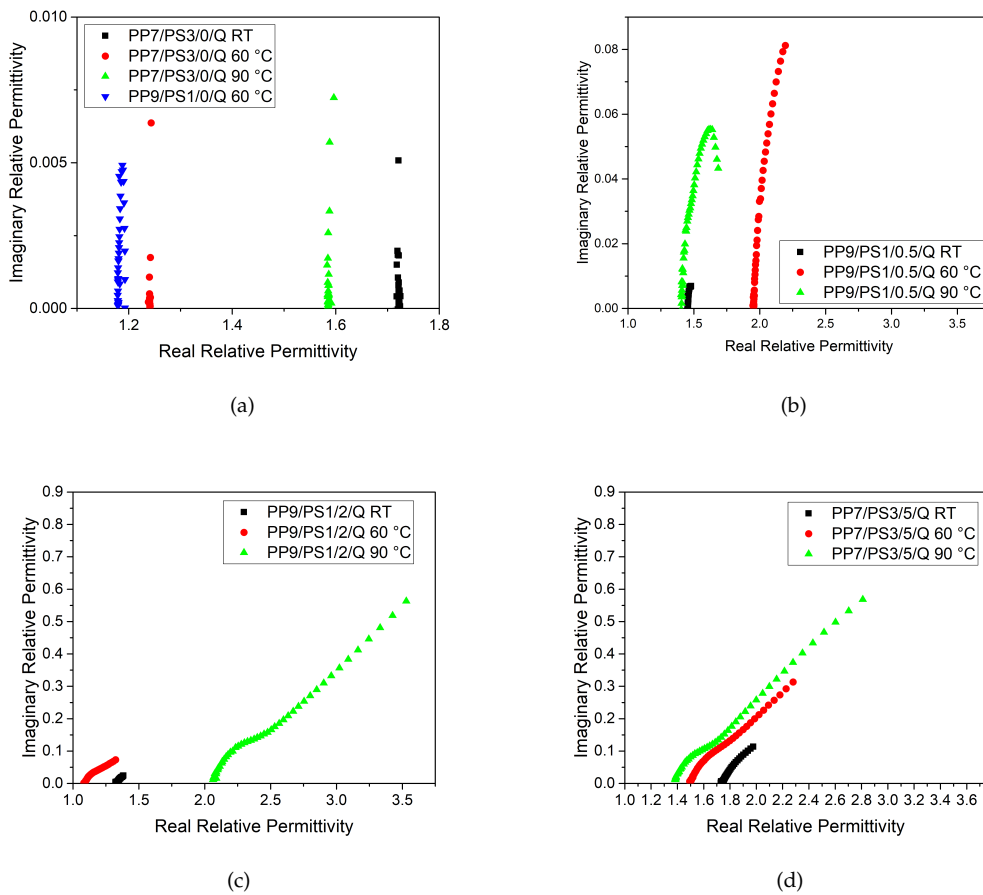 0.010
0.005
0.000
Imaginary Relative Permittivity
PP7/PS3/0/Q RT
PP7/PS3/0/Q 60 °C
PP7/PS3/0/Q 90 °C
PP9/PS1/0/Q 60 °C
1.2 1.4 1.6 1.8
Real Relative Permittivity
(a)
0.08
0.06
0.04
0.02
0.00
Imaginary Relative Permittivity
PP9/PS1/0.5/Q RT
PP9/PS1/0.5/Q 60 °C
PP9/PS1/0.5/Q 90 °C
1.0 1.5 2.0 2.5 3.0 3.5
Real Relative Permittivity
(b)
0.9
0.8
0.7
0.6
0.5
0.4
0.3
0.2
0.1
0.0
Imaginary Relative Permittivity
PP9/PS1/2/Q RT
PP9/PS1/2/Q 60 °C
PP9/PS1/2/Q 90 °C
1.0 1.5 2.0 2.5 3.0 3.5
Real Relative Permittivity
(c)
0.9
0.8
0.7
0.6
0.5
0.4
0.3
0.2
0.1
0.0
Imaginary Relative Permittivity
PP7/PS3/5/Q RT
PP7/PS3/5/Q 60 °C
PP7/PS3/5/Q 90 °C
1.0 1.2 1.4 1.6 1.8 2.0 2.2 2.4 2.6 2.8 3.0 3.2 3.4 3.6
Real Relative Permittivity
(d)